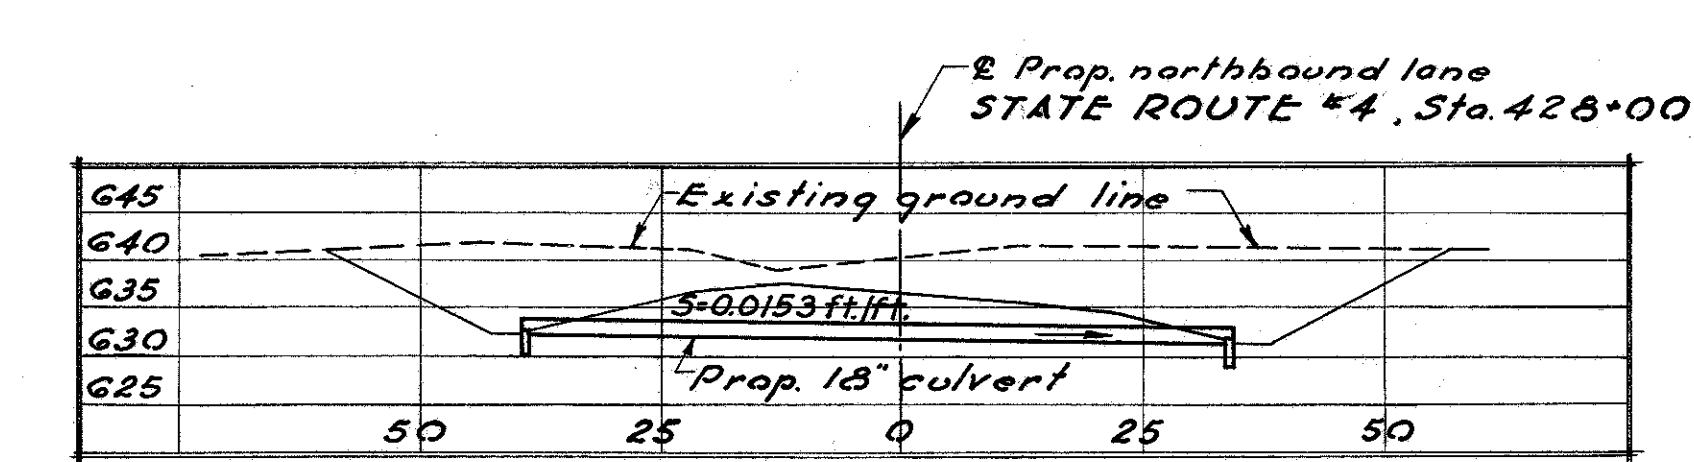 ℄ Prop. northbound lane
STATE ROUTE #4, Sta. 428+00
645
Existing ground line
640
635
S=0.0153 ft./ft.
630
Prop. 18" culvert
625
50 25 0 25 50